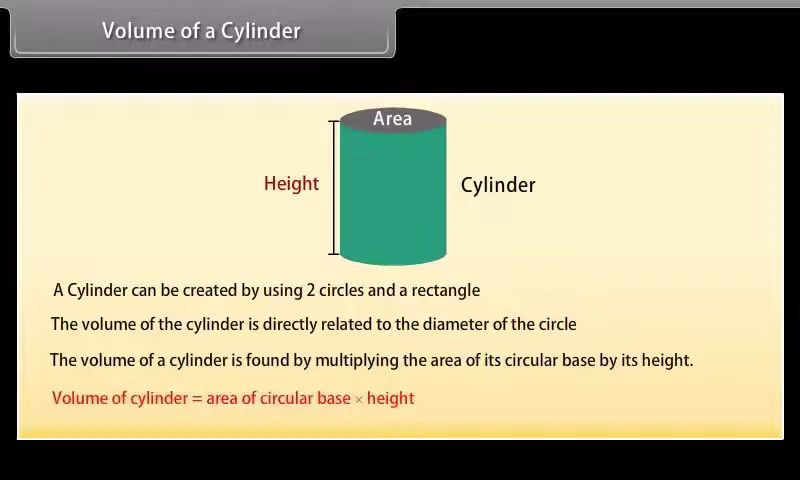 Volume of a Cylinder
Area
Height
Cylinder
A Cylinder can be created by using 2 circles and a rectangle
The volume of the cylinder is directly related to the diameter of the circle
The volume of a cylinder is found by multiplying the area of its circular base by its height.
Volume of cylinder = area of circular base × height